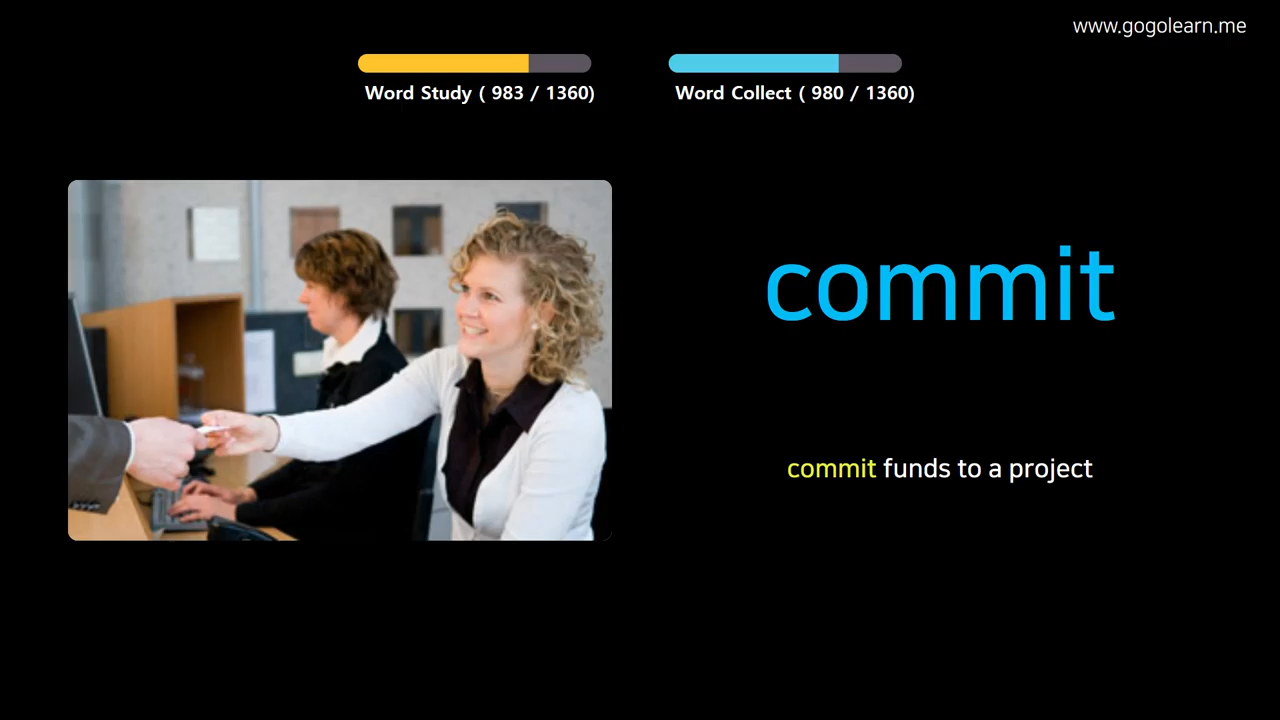 www.gogolearn.me
Word Study ( 983 / 1360)
Word Collect ( 980 / 1360)
commit
commit funds to a project